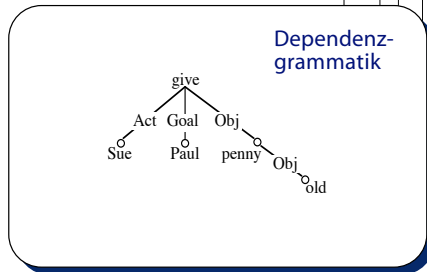 Dependenz-
grammatik
give
Act Goal Obj
Sue Paul penny
Obj
old